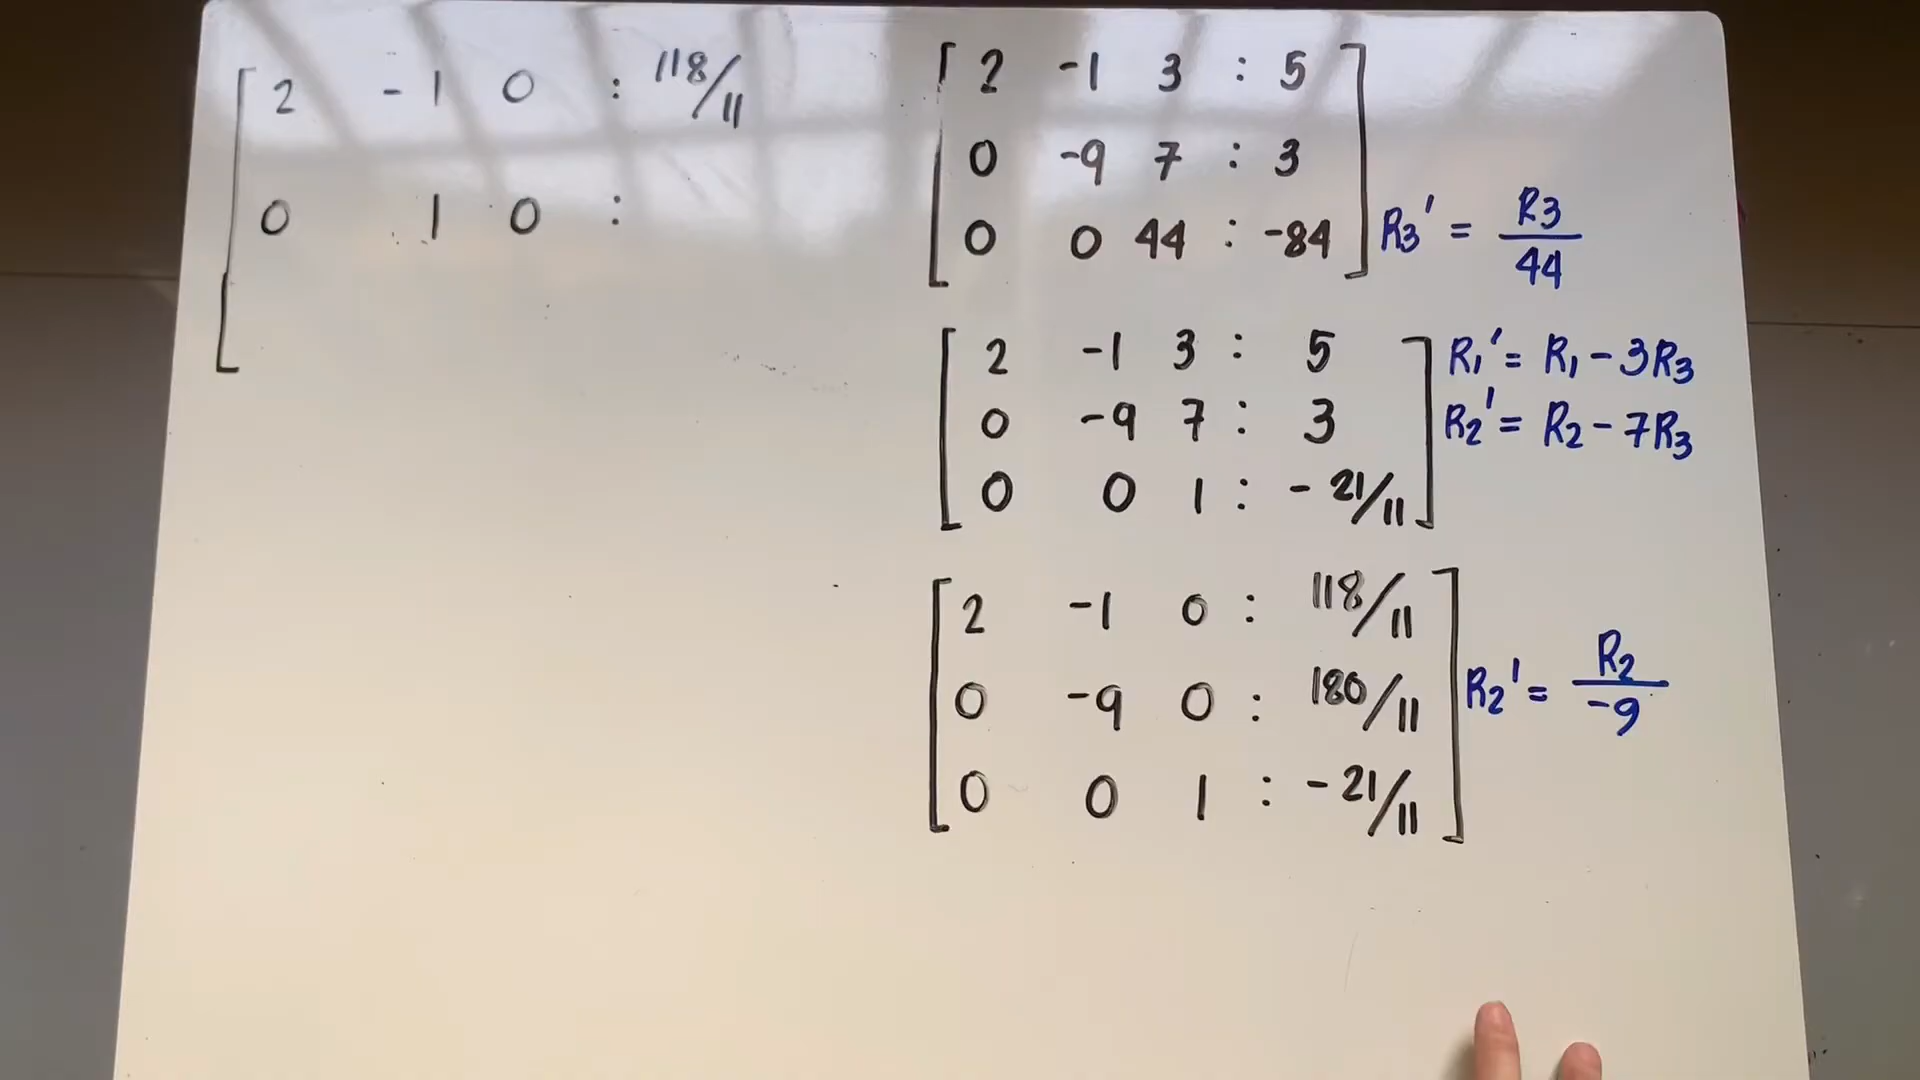 2 -1 0 : 118/11
0 1 0 :
2 -1 3 : 5
0 -9 7 : 3
0 0 44 : -84 R3' = R3/44
2 -1 3 : 5 R1' = R1 - 3R3
0 -9 7 : 3 R2' = R2 - 7R3
0 0 1 : -21/11
2 -1 0 : 118/11
0 -9 0 : 180/11 R2' = R2/-9
0 0 1 : -21/11